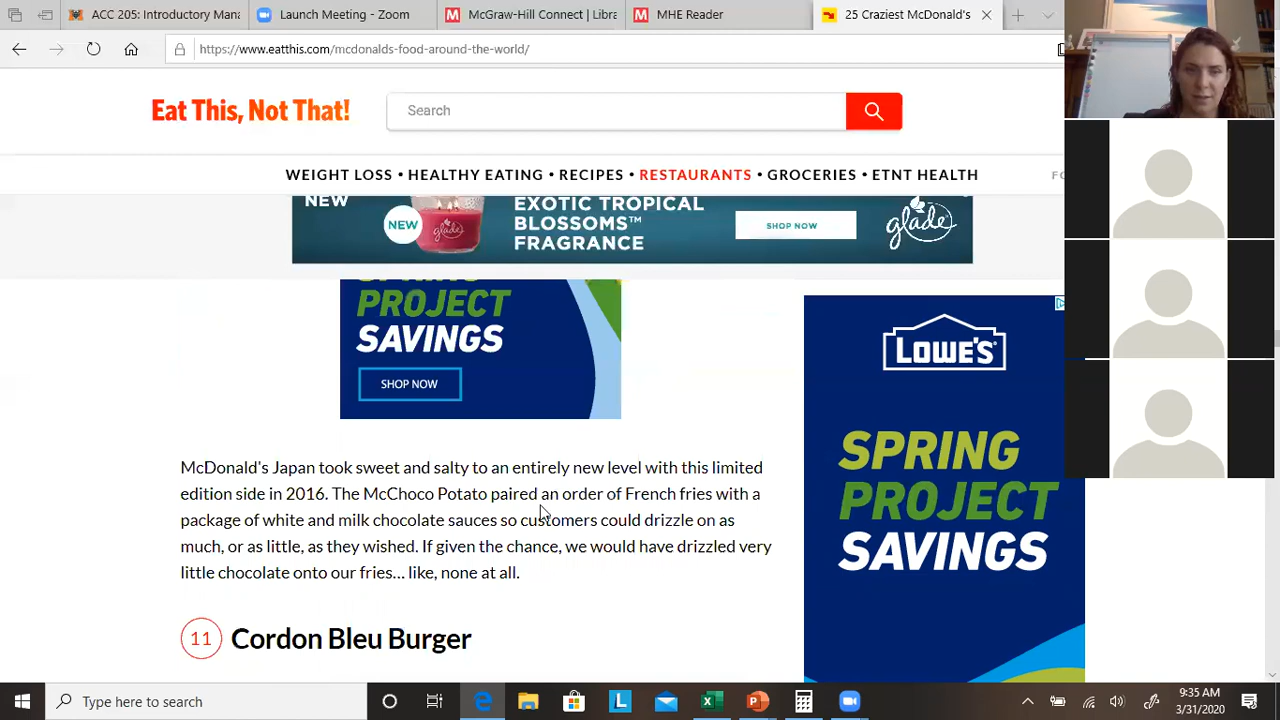 ACC 205: Introductory Mana
Launch Meeting - Zoom
McGraw-Hill Connect | Libra
MHE Reader
25 Craziest McDonald's
https://www.eatthis.com/mcdonalds-food-around-the-world/
Eat This, Not That!
Search
WEIGHT LOSS • HEALTHY EATING • RECIPES • RESTAURANTS • GROCERIES • ETNT HEALTH
FO
NEW
NEW
glade
EXOTIC TROPICAL
BLOSSOMS™
FRAGRANCE
SHOP NOW
glade
SPRING
PROJECT
SAVINGS
SHOP NOW
LOWE'S
SPRING
PROJECT
SAVINGS
McDonald's Japan took sweet and salty to an entirely new level with this limited
edition side in 2016. The McChoco Potato paired an order of French fries with a
package of white and milk chocolate sauces so customers could drizzle on as
much, or as little, as they wished. If given the chance, we would have drizzled very
little chocolate onto our fries... like, none at all.
11 Cordon Bleu Burger
Type here to search
9:35 AM
3/31/2020